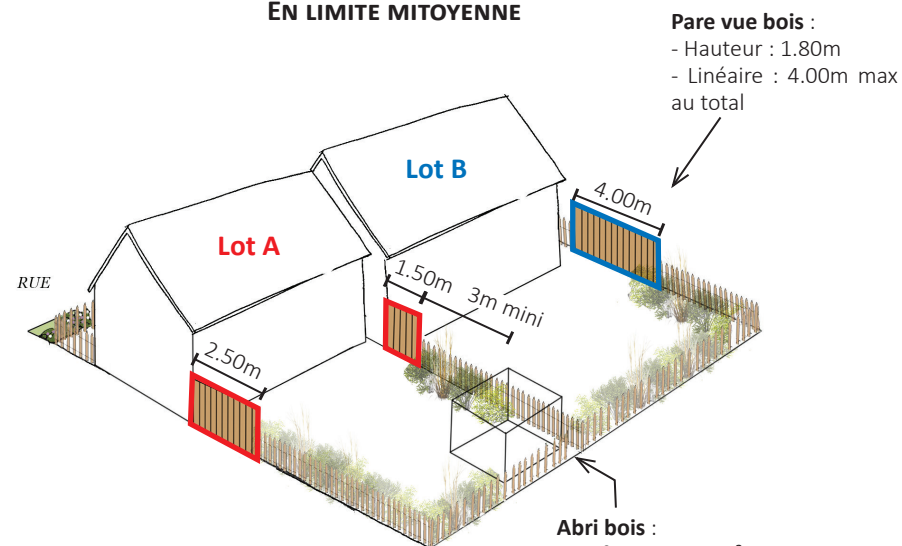 EN LIMITE MITOYENNE
Pare vue bois :
- Hauteur : 1.80m
- Linéaire : 4.00m max
au total
Lot B
4.00m
Lot A
RUE
1.50m
3m mini
2.50m
Abri bois :